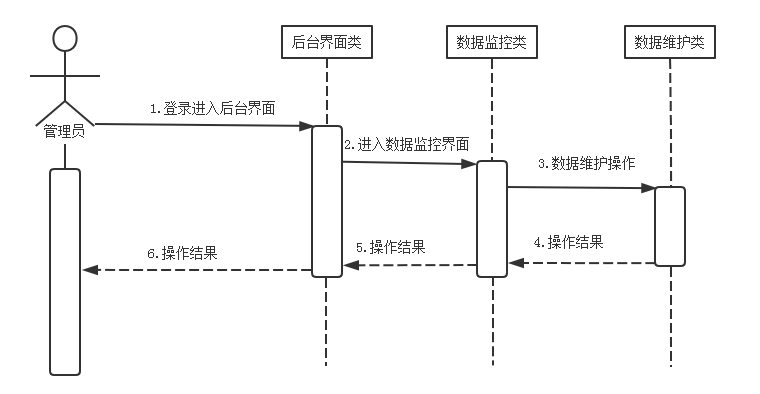 后台界面类
数据监控类
数据维护类
1.登录进入后台界面
管理员
2.进入数据监控界面
3.数据维护操作
4.操作结果
5.操作结果
6.操作结果